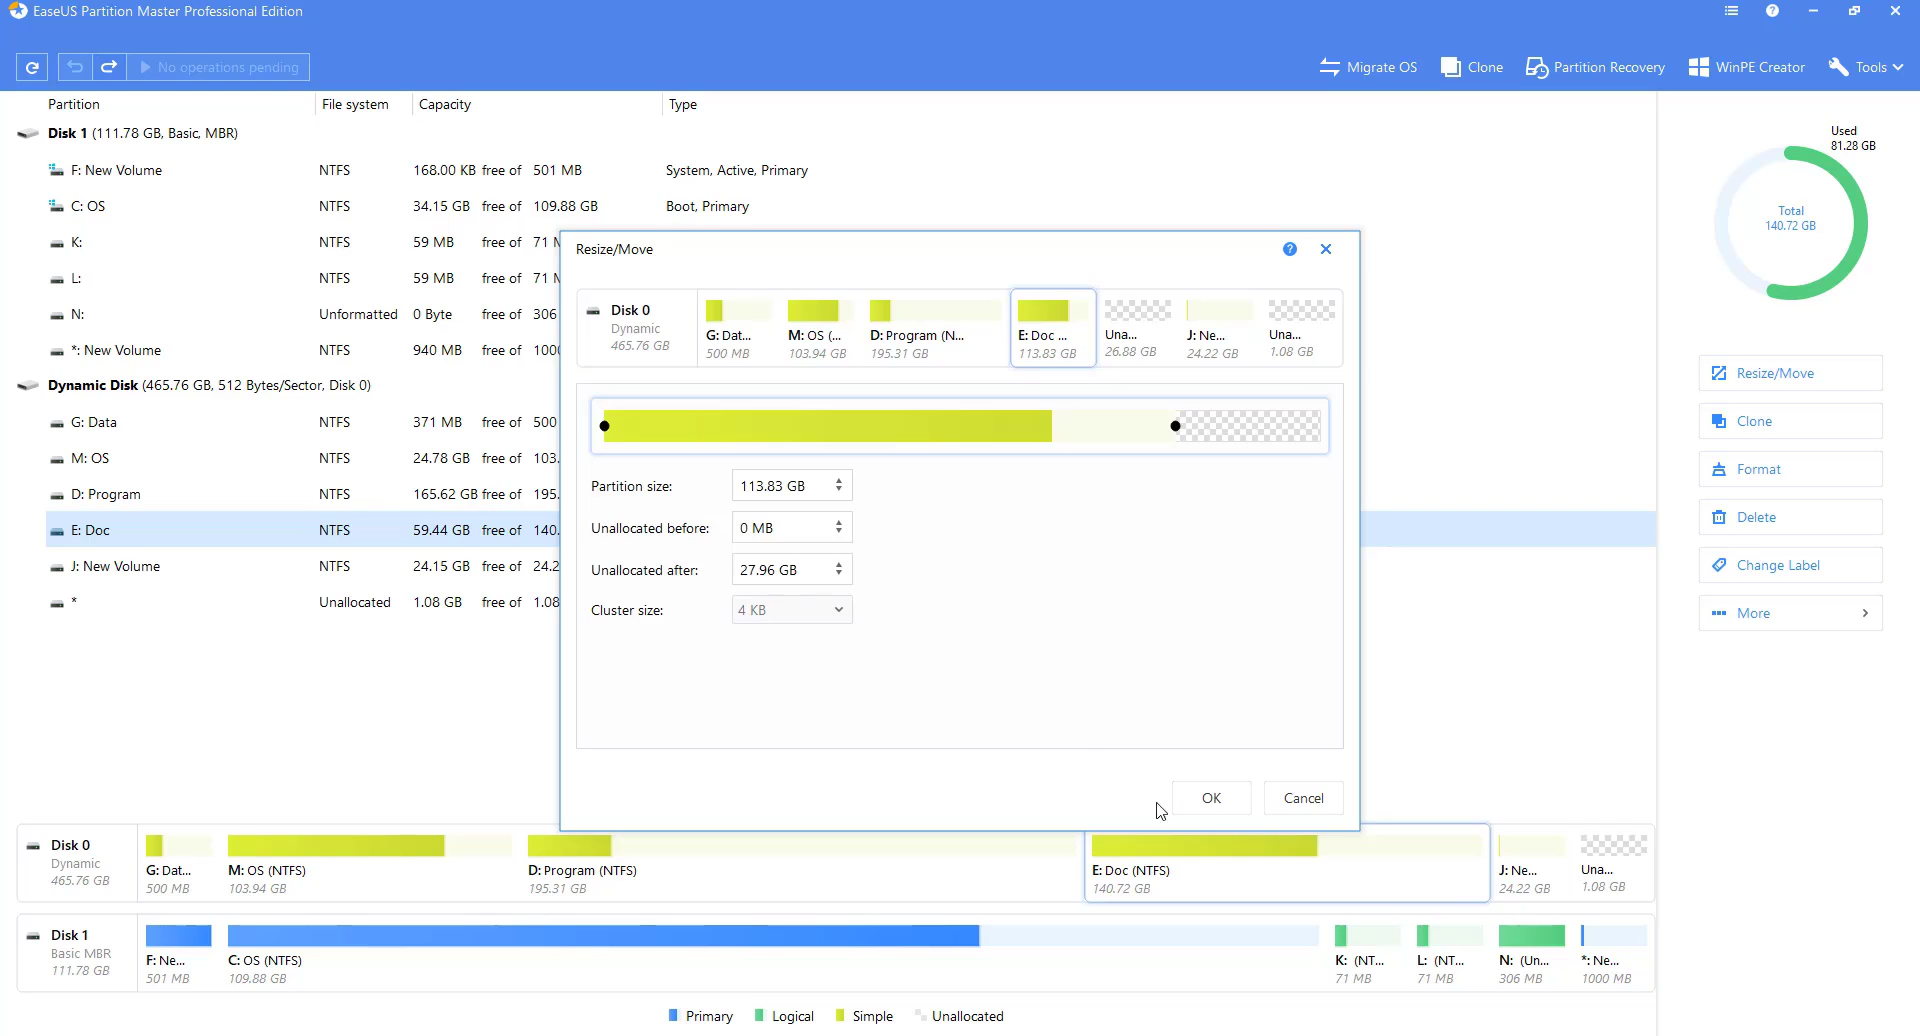 EaseUS Partition Master Professional Edition
No operations pending
Migrate OS Clone Partition Recovery WinPE Creator Tools
Partition File system Capacity Type
Disk 1 (111.78 GB, Basic, MBR)
F: New Volume NTFS 168.00 KB free of 501 MB System, Active, Primary
C: OS NTFS 34.15 GB free of 109.88 GB Boot, Primary
K: NTFS 59 MB free of 71
L: NTFS 59 MB free of 71
N: Unformatted 0 Byte free of 306
*: New Volume NTFS 940 MB free of 100
Dynamic Disk (465.76 GB, 512 Bytes/Sector, Disk 0)
G: Data NTFS 371 MB free of 500
M: OS NTFS 24.78 GB free of 103.
D: Program NTFS 165.62 GB free of 195.
E: Doc NTFS 59.44 GB free of 140.
J: New Volume NTFS 24.15 GB free of 24.2
* Unallocated 1.08 GB free of 1.08
Resize/Move
Disk 0
Dynamic
465.76 GB
G: Dat...
500 MB
M: OS (...
103.94 GB
D: Program (N...
195.31 GB
E: Doc ...
113.83 GB
Una...
26.88 GB
J: Ne...
24.22 GB
Una...
1.08 GB
Partition size: 113.83 GB
Unallocated before: 0 MB
Unallocated after: 27.96 GB
Cluster size: 4 KB
OK Cancel
Used
81.28 GB
Total
140.72 GB
Resize/Move
Clone
Format
Delete
Change Label
More
Disk 0
Dynamic
465.76 GB
G: Dat...
500 MB
M: OS (NTFS)
103.94 GB
D: Program (NTFS)
195.31 GB
E: Doc (NTFS)
140.72 GB
J: Ne...
24.22 GB
Una...
1.08 GB
Disk 1
Basic MBR
111.78 GB
F: Ne...
501 MB
C: OS (NTFS)
109.88 GB
K: (NT...
71 MB
L: (NT...
71 MB
N: (Un...
306 MB
*: Ne...
1000 MB
Primary Logical Simple Unallocated